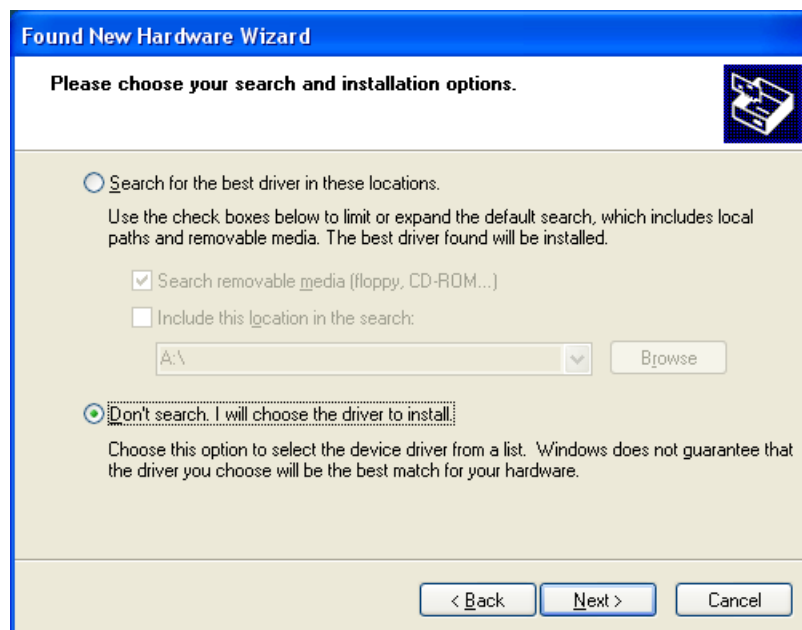 Found New Hardware Wizard
Please choose your search and installation options.
Search for the best driver in these locations.
Use the check boxes below to limit or expand the default search, which includes local
paths and removable media. The best driver found will be installed.
Search removable media (floppy, CD-ROM...)
Include this location in the search:
A:\
Browse
Don't search. I will choose the driver to install.
Choose this option to select the device driver from a list.  Windows does not guarantee that
the driver you choose will be the best match for your hardware.
< Back
Next >
Cancel